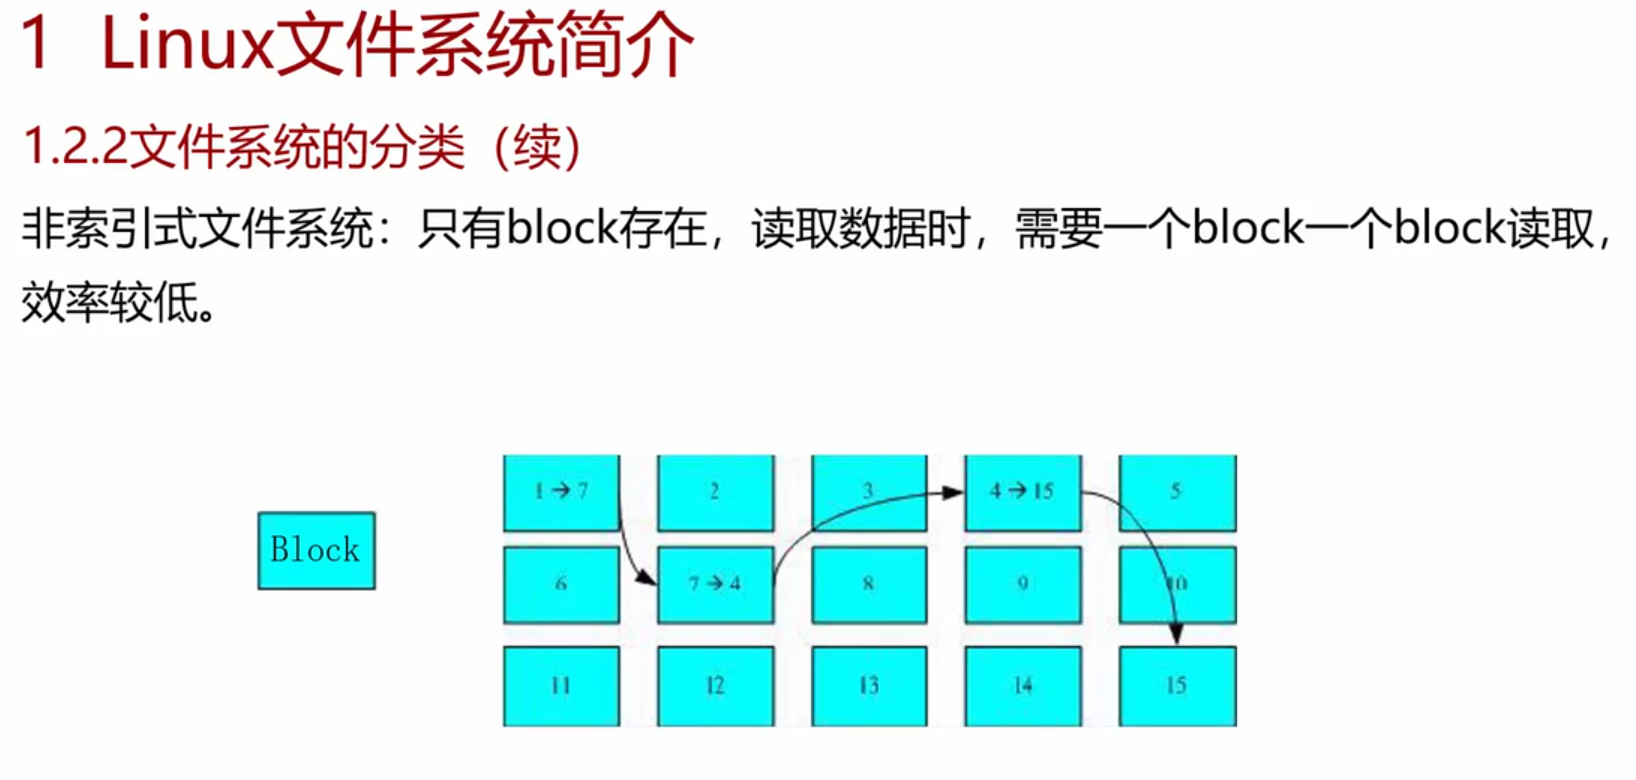 1 Linux文件系统简介
1.2.2文件系统的分类（续）
非索引式文件系统：只有block存在，读取数据时，需要一个block一个block读取，
效率较低。
1→7 2 3 4→15 5
Block
6 7→4 8 9 10
11 12 13 14 15